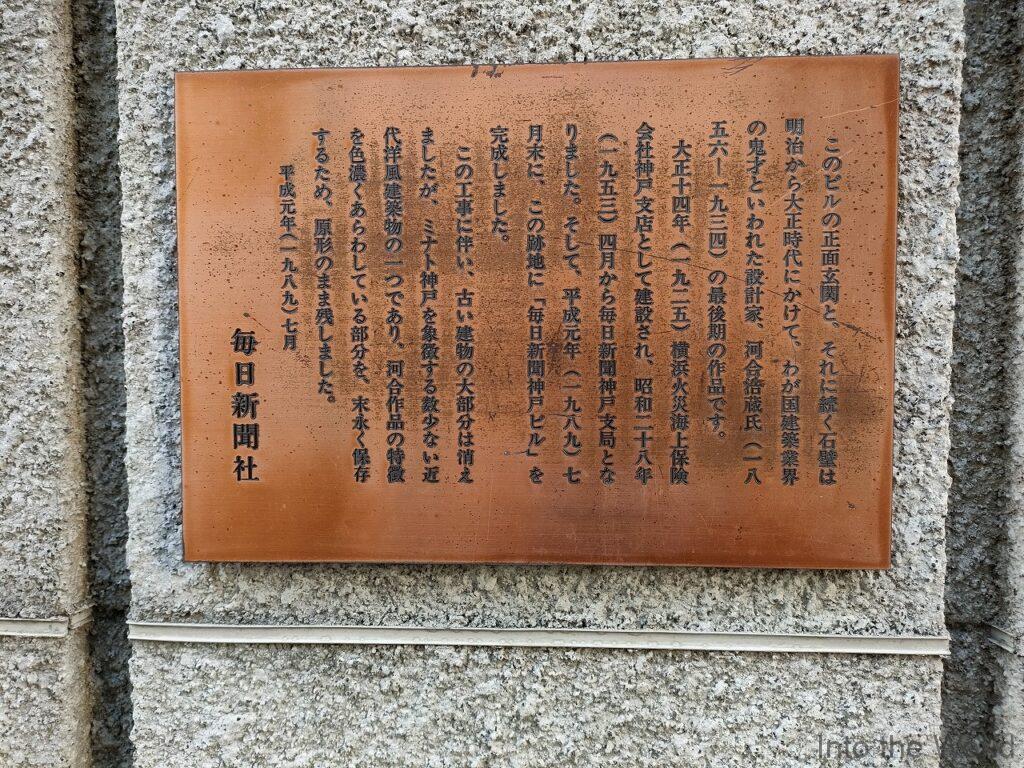 このビルの正面玄関と、それに続く石壁は
明治から大正時代にかけて、わが国建築業界
の鬼才といわれた設計家、河合浩蔵氏(一八
五六―一九三四)の最後期の作品です。
大正十四年、(一九二五)横浜火災海上保険
会社神戸支店として建設され、昭和二十八年
(一九五三)四月から毎日新聞神戸支局とな
りました。そして、平成元年(一九八九)七
月末に、この跡地に「毎日新聞神戸ビル」を
完成しました。
この工事に伴い、古い建物の大部分は消え
ましたが、ミナト神戸を象徴する数少ない近
代洋風建築物の一つであり、河合作品の特徴
を色濃くあらわしている部分を、末永く保存
するため、原形のまま残しました。
平成元年(一九八九)七月
毎日新聞社
Into the World